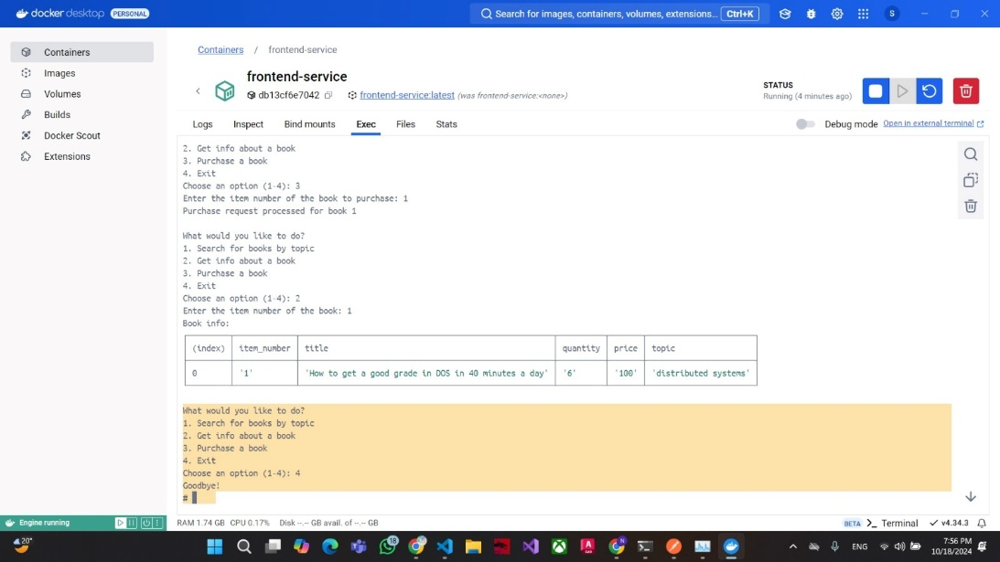 docker desktop PERSONAL
Search for images, containers, volumes, extensions... Ctrl+K
S
Containers
Images
Volumes
Builds
Docker Scout
Extensions
Containers / frontend-service
frontend-service
db13cf6e7042 frontend-service:latest (was frontend-service:<none>)
STATUS
Running (4 minutes ago)
Logs Inspect Bind mounts Exec Files Stats
Debug mode Open in external terminal
2. Get info about a book
3. Purchase a book
4. Exit
Choose an option (1-4): 3
Enter the item number of the book to purchase: 1
Purchase request processed for book 1
What would you like to do?
1. Search for books by topic
2. Get info about a book
3. Purchase a book
4. Exit
Choose an option (1-4): 2
Enter the item number of the book: 1
Book info:
(index) item_number title quantity price topic
0 '1' 'How to get a good grade in DOS in 40 minutes a day' '6' '100' 'distributed systems'
What would you like to do?
1. Search for books by topic
2. Get info about a book
3. Purchase a book
4. Exit
Choose an option (1-4): 4
Goodbye!
#
Engine running
RAM 1.74 GB CPU 0.17% Disk --.-- GB avail. of --.-- GB
BETA >_ Terminal v4.34.3
20°
18
ENG
7:56 PM
10/18/2024